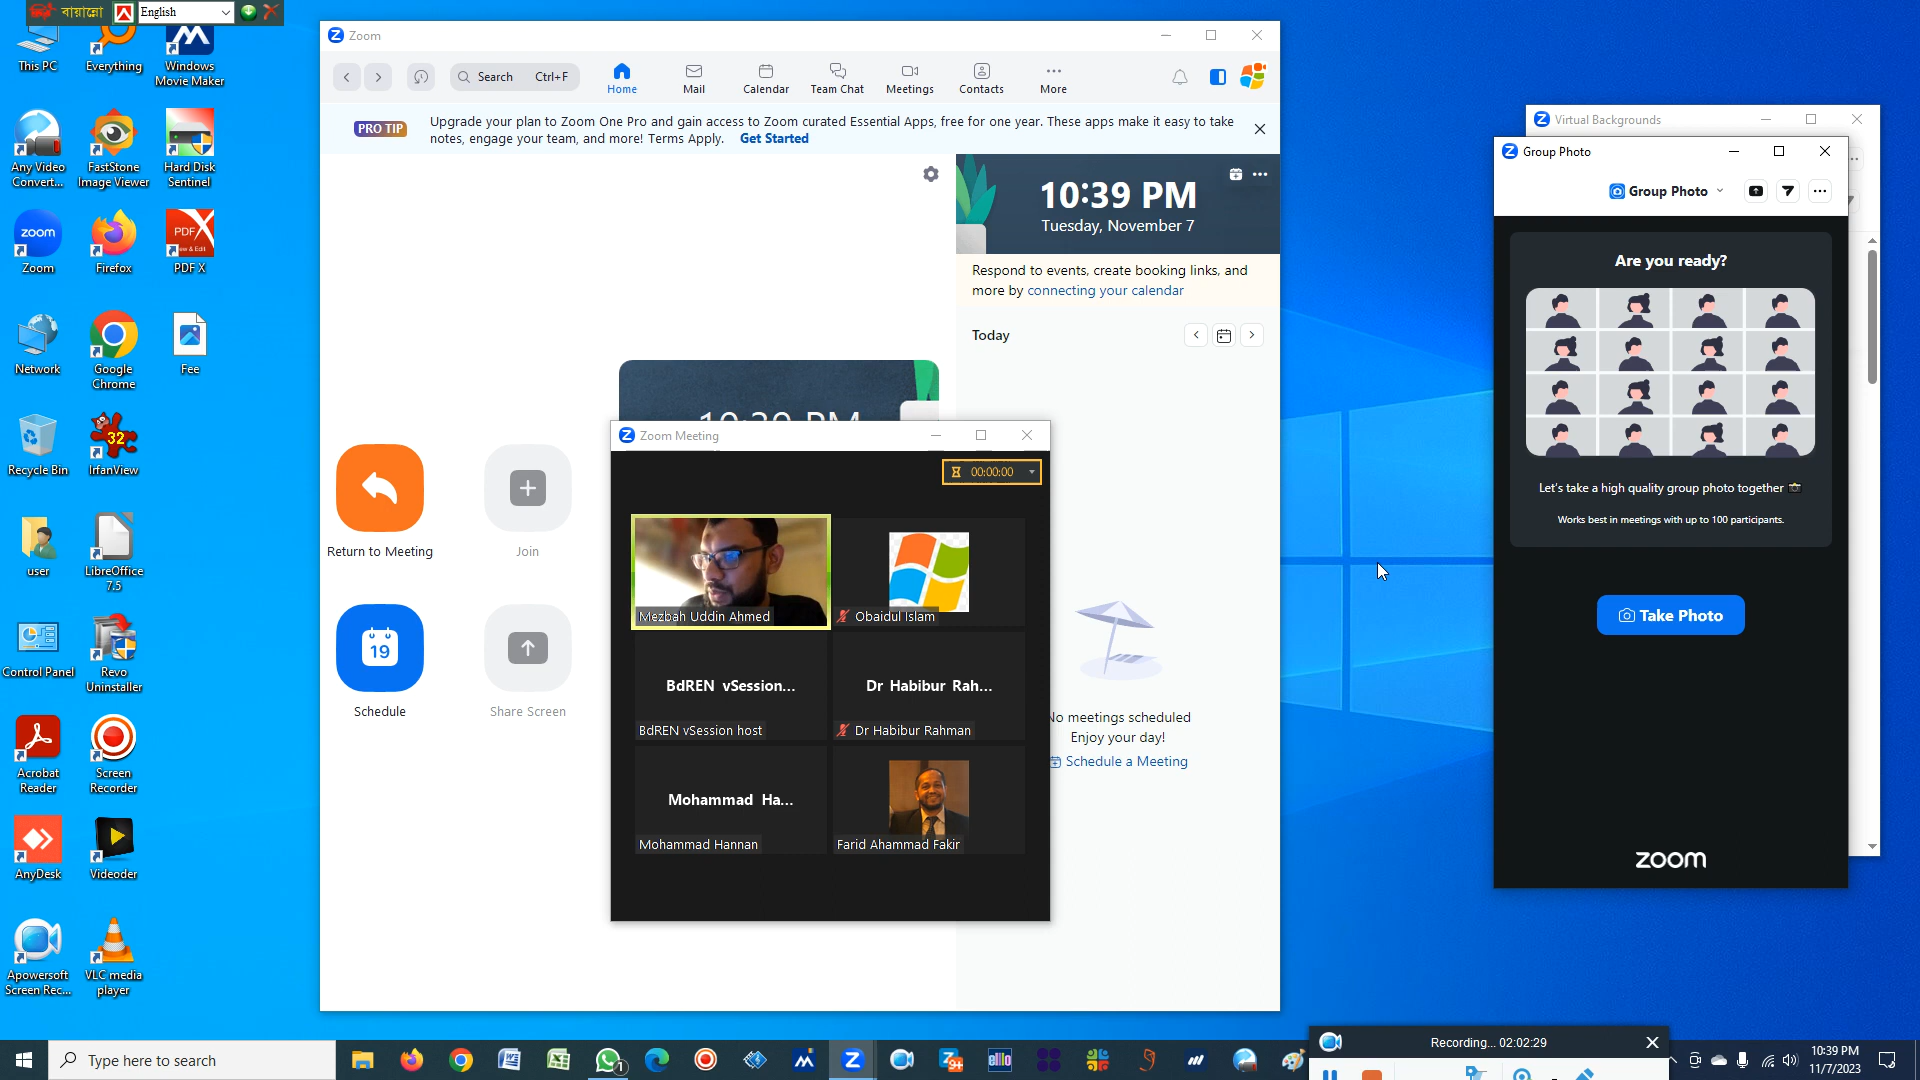 বায়ান্নো
English
This PC
Everything
Windows
Movie Maker
Any Video
Convert...
FastStone
Image Viewer
Hard Disk
Sentinel
zoom
Zoom
Firefox
PDF X
Network
Google
Chrome
Fee
Recycle Bin
32
IrfanView
user
LibreOffice
7.5
Control Panel
Revo
Uninstaller
Acrobat
Reader
Screen
Recorder
AnyDesk
Videoder
Apowersoft
Screen Rec...
VLC media
player
Zoom
Search Ctrl+F
Home
Mail
Calendar
Team Chat
Meetings
Contacts
More
PRO TIP
Upgrade your plan to Zoom One Pro and gain access to Zoom curated Essential Apps, free for one year. These apps make it easy to take
notes, engage your team, and more! Terms Apply. Get Started
10:39 PM
Tuesday, November 7
Respond to events, create booking links, and
more by connecting your calendar
Today
10:39 PM
Return to Meeting
Join
19
Schedule
Share Screen
No meetings scheduled
Enjoy your day!
Schedule a Meeting
Zoom Meeting
00:00:00
Mezbah Uddin Ahmed
Obaidul Islam
BdREN vSession...
BdREN vSession host
Dr Habibur Rah...
Dr Habibur Rahman
Mohammad Ha...
Mohammad Hannan
Farid Ahammad Fakir
Virtual Backgrounds
Group Photo
Group Photo
Are you ready?
Let's take a high quality group photo together
Works best in meetings with up to 100 participants.
Take Photo
zoom
Type here to search
1
9+
elllo
Recording... 02:02:29
10:39 PM
11/7/2023